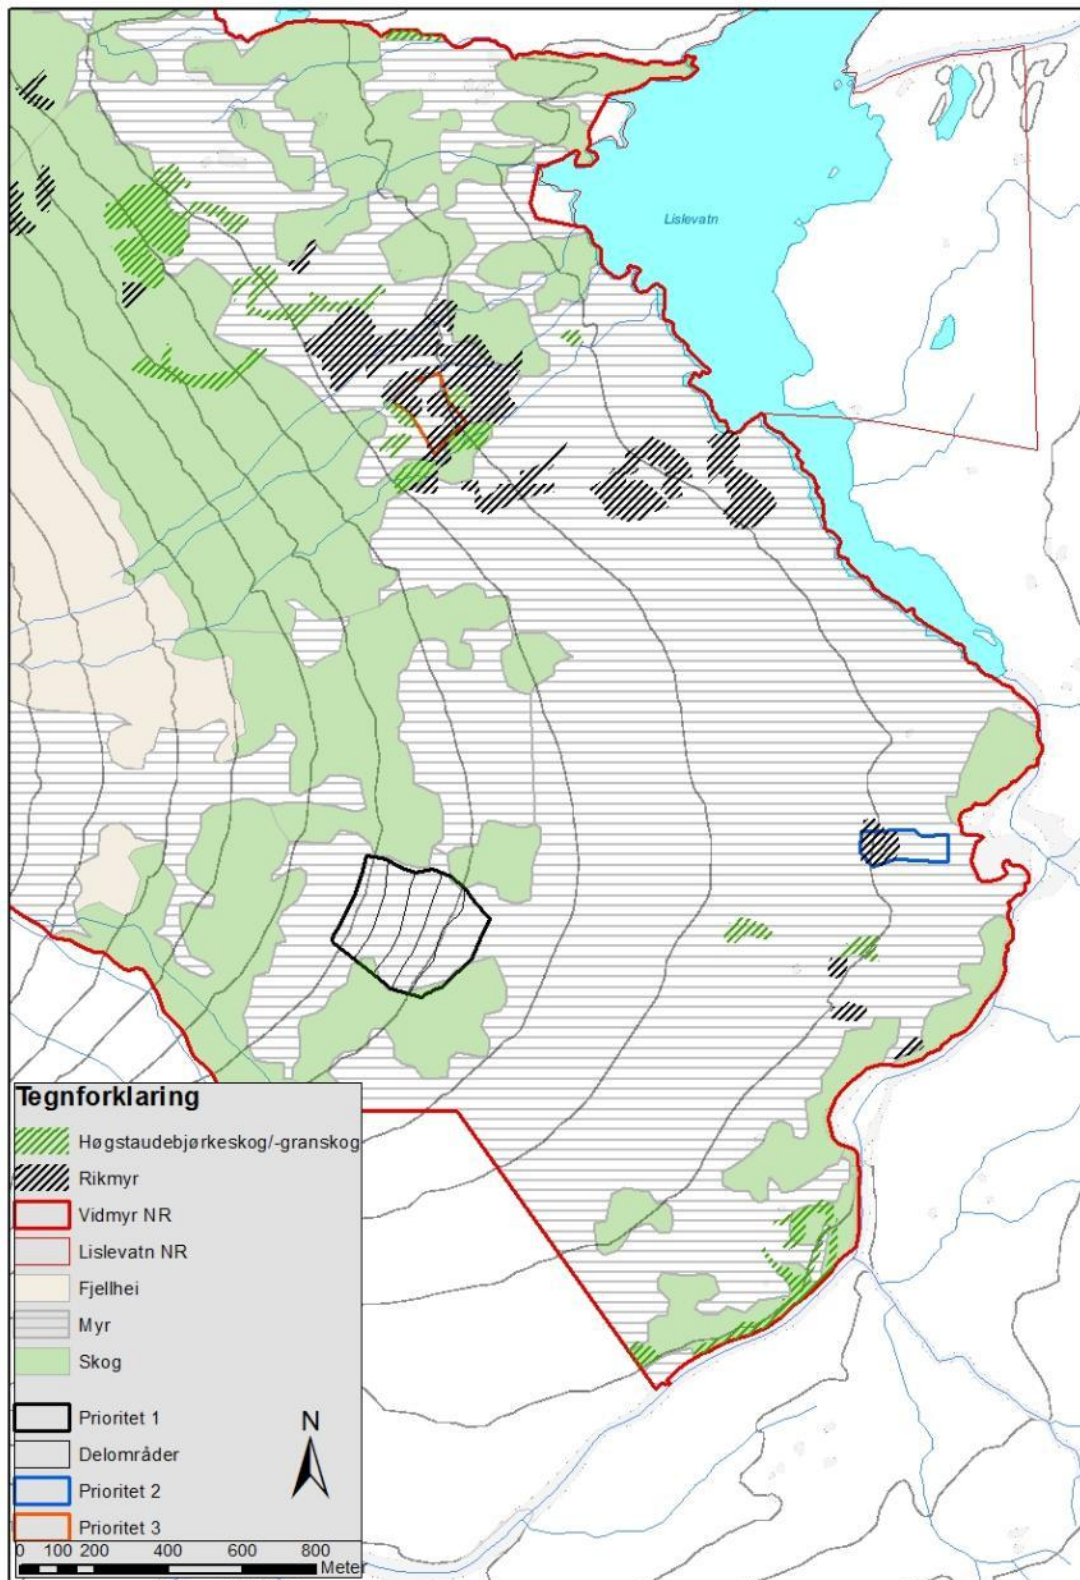 Lislevatn
Tegnforklaring
Høgstaudebjørkeskog/-granskog
Rikmyr
Vidmyr NR
Lislevatn NR
Fjellhei
Myr
Skog
Prioritet 1
N
Delområder
Prioritet 2
Prioritet 3
0 100 200 400 600 800
Meter